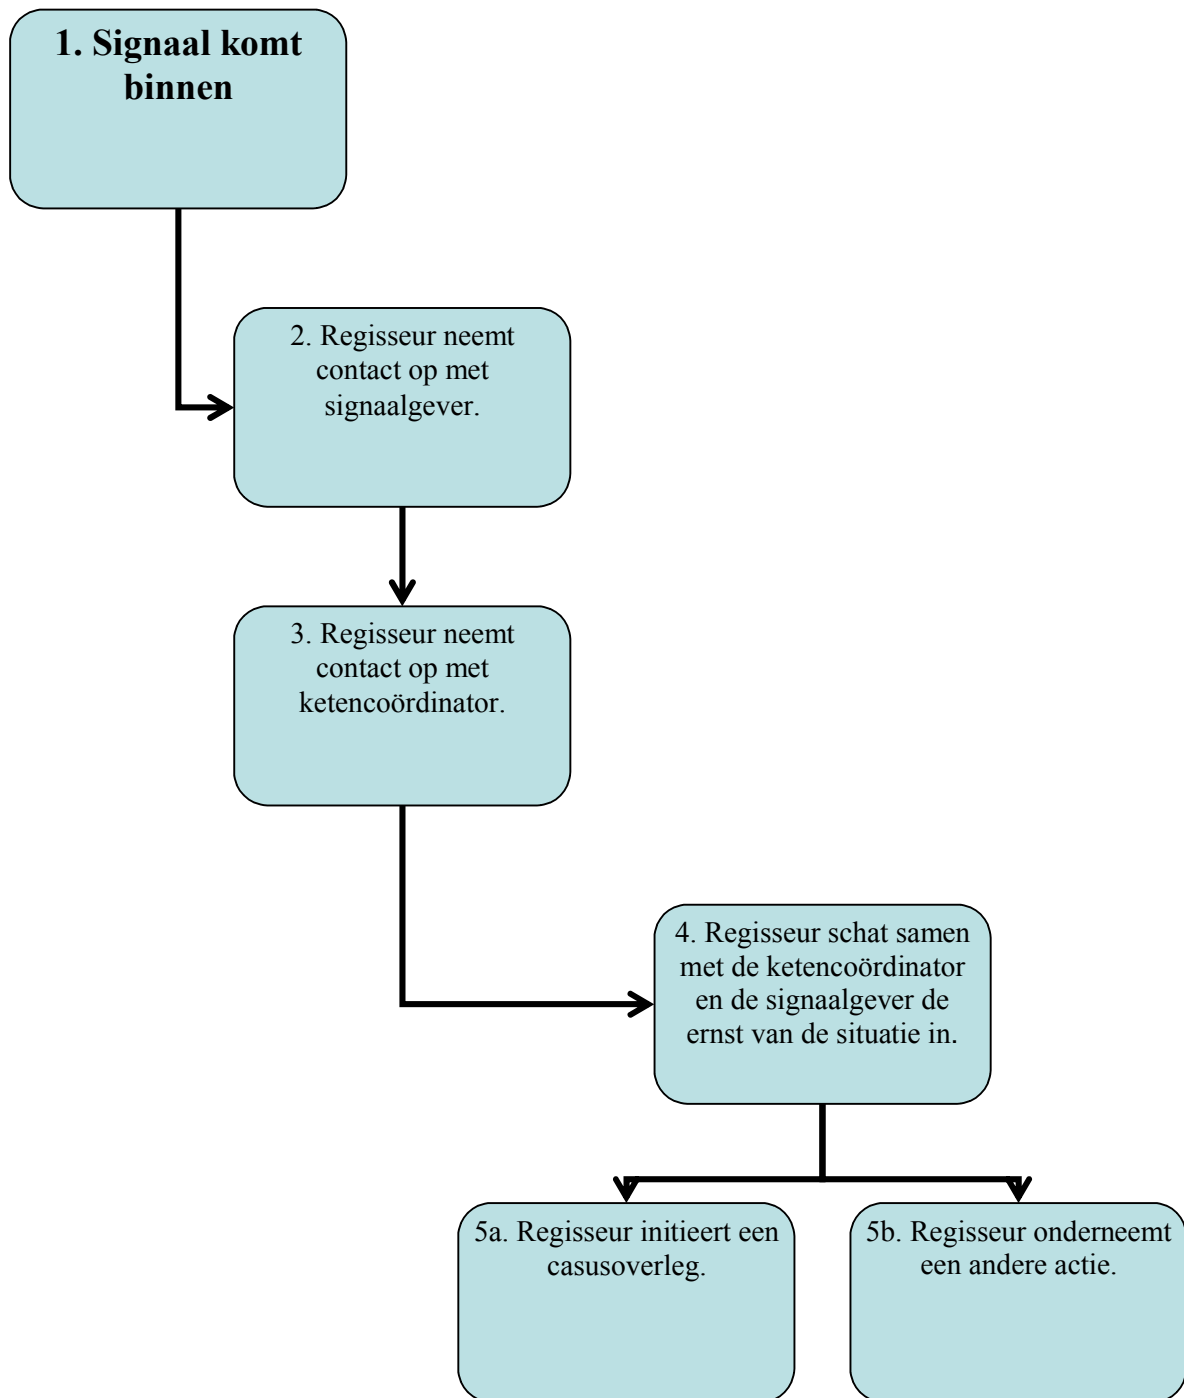 1. Signaal komt
binnen
2. Regisseur neemt
contact op met
signaalgever.
3. Regisseur neemt
contact op met
ketencoördinator.
4. Regisseur schat samen
met de ketencoördinator
en de signaalgever de
ernst van de situatie in.
5a. Regisseur initieert een
casusoverleg.
5b. Regisseur onderneemt
een andere actie.